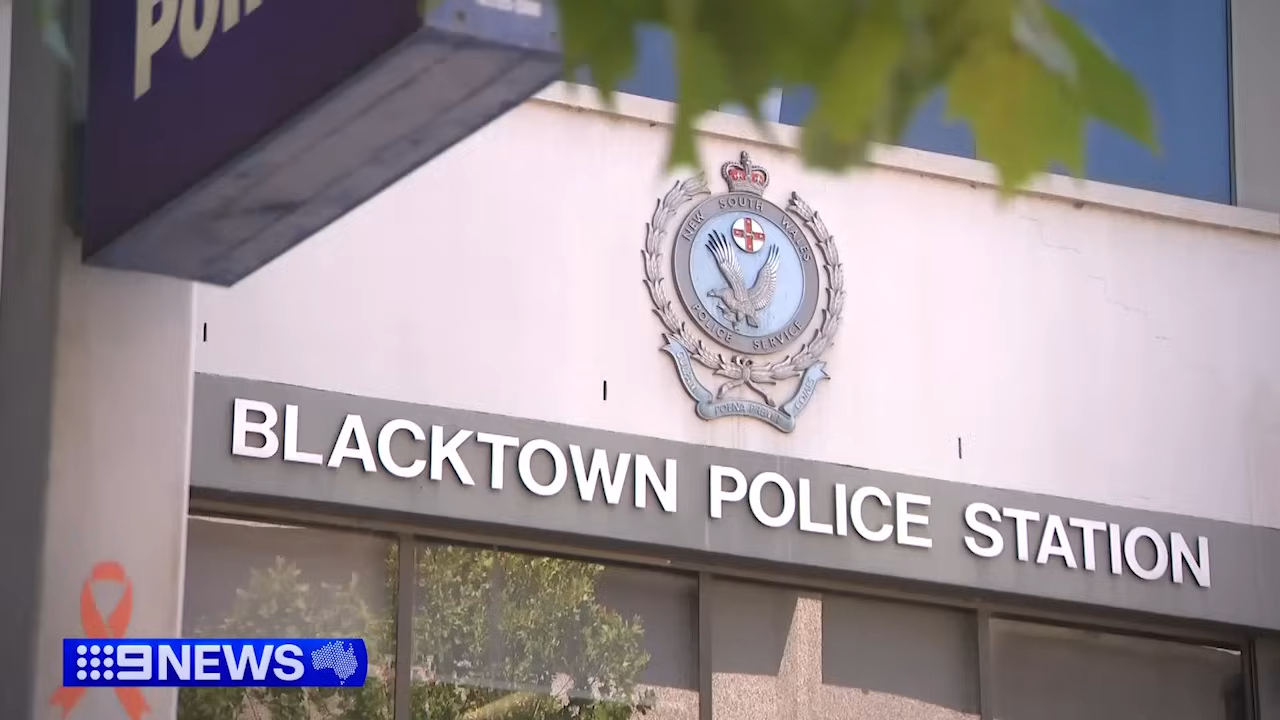 NEW SOUTH WALES
POLICE SERVICE
BLACKTOWN POLICE STATION
9NEWS